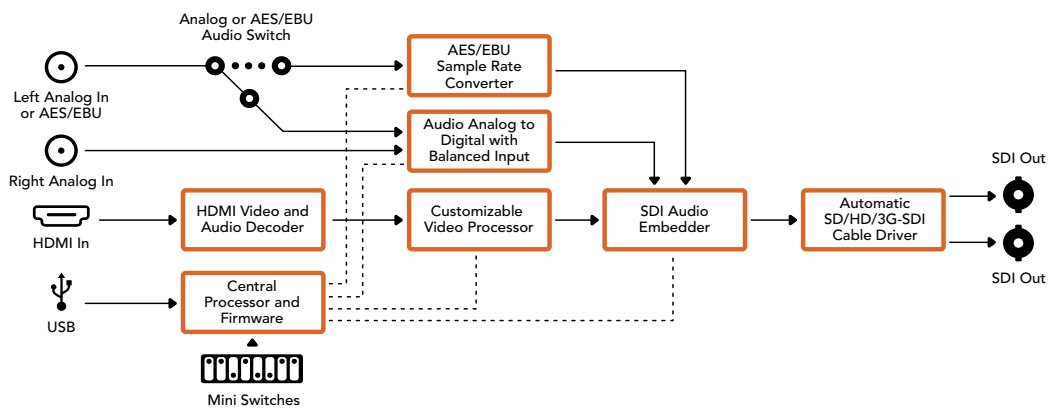 Analog or AES/EBU
Audio Switch
Left Analog In
or AES/EBU
AES/EBU
Sample Rate
Converter
Audio Analog to
Digital with
Balanced Input
Right Analog In
HDMI In
HDMI Video and
Audio Decoder
Customizable
Video Processor
SDI Audio
Embedder
Automatic
SD/HD/3G-SDI
Cable Driver
SDI Out
SDI Out
USB
Central
Processor and
Firmware
Mini Switches